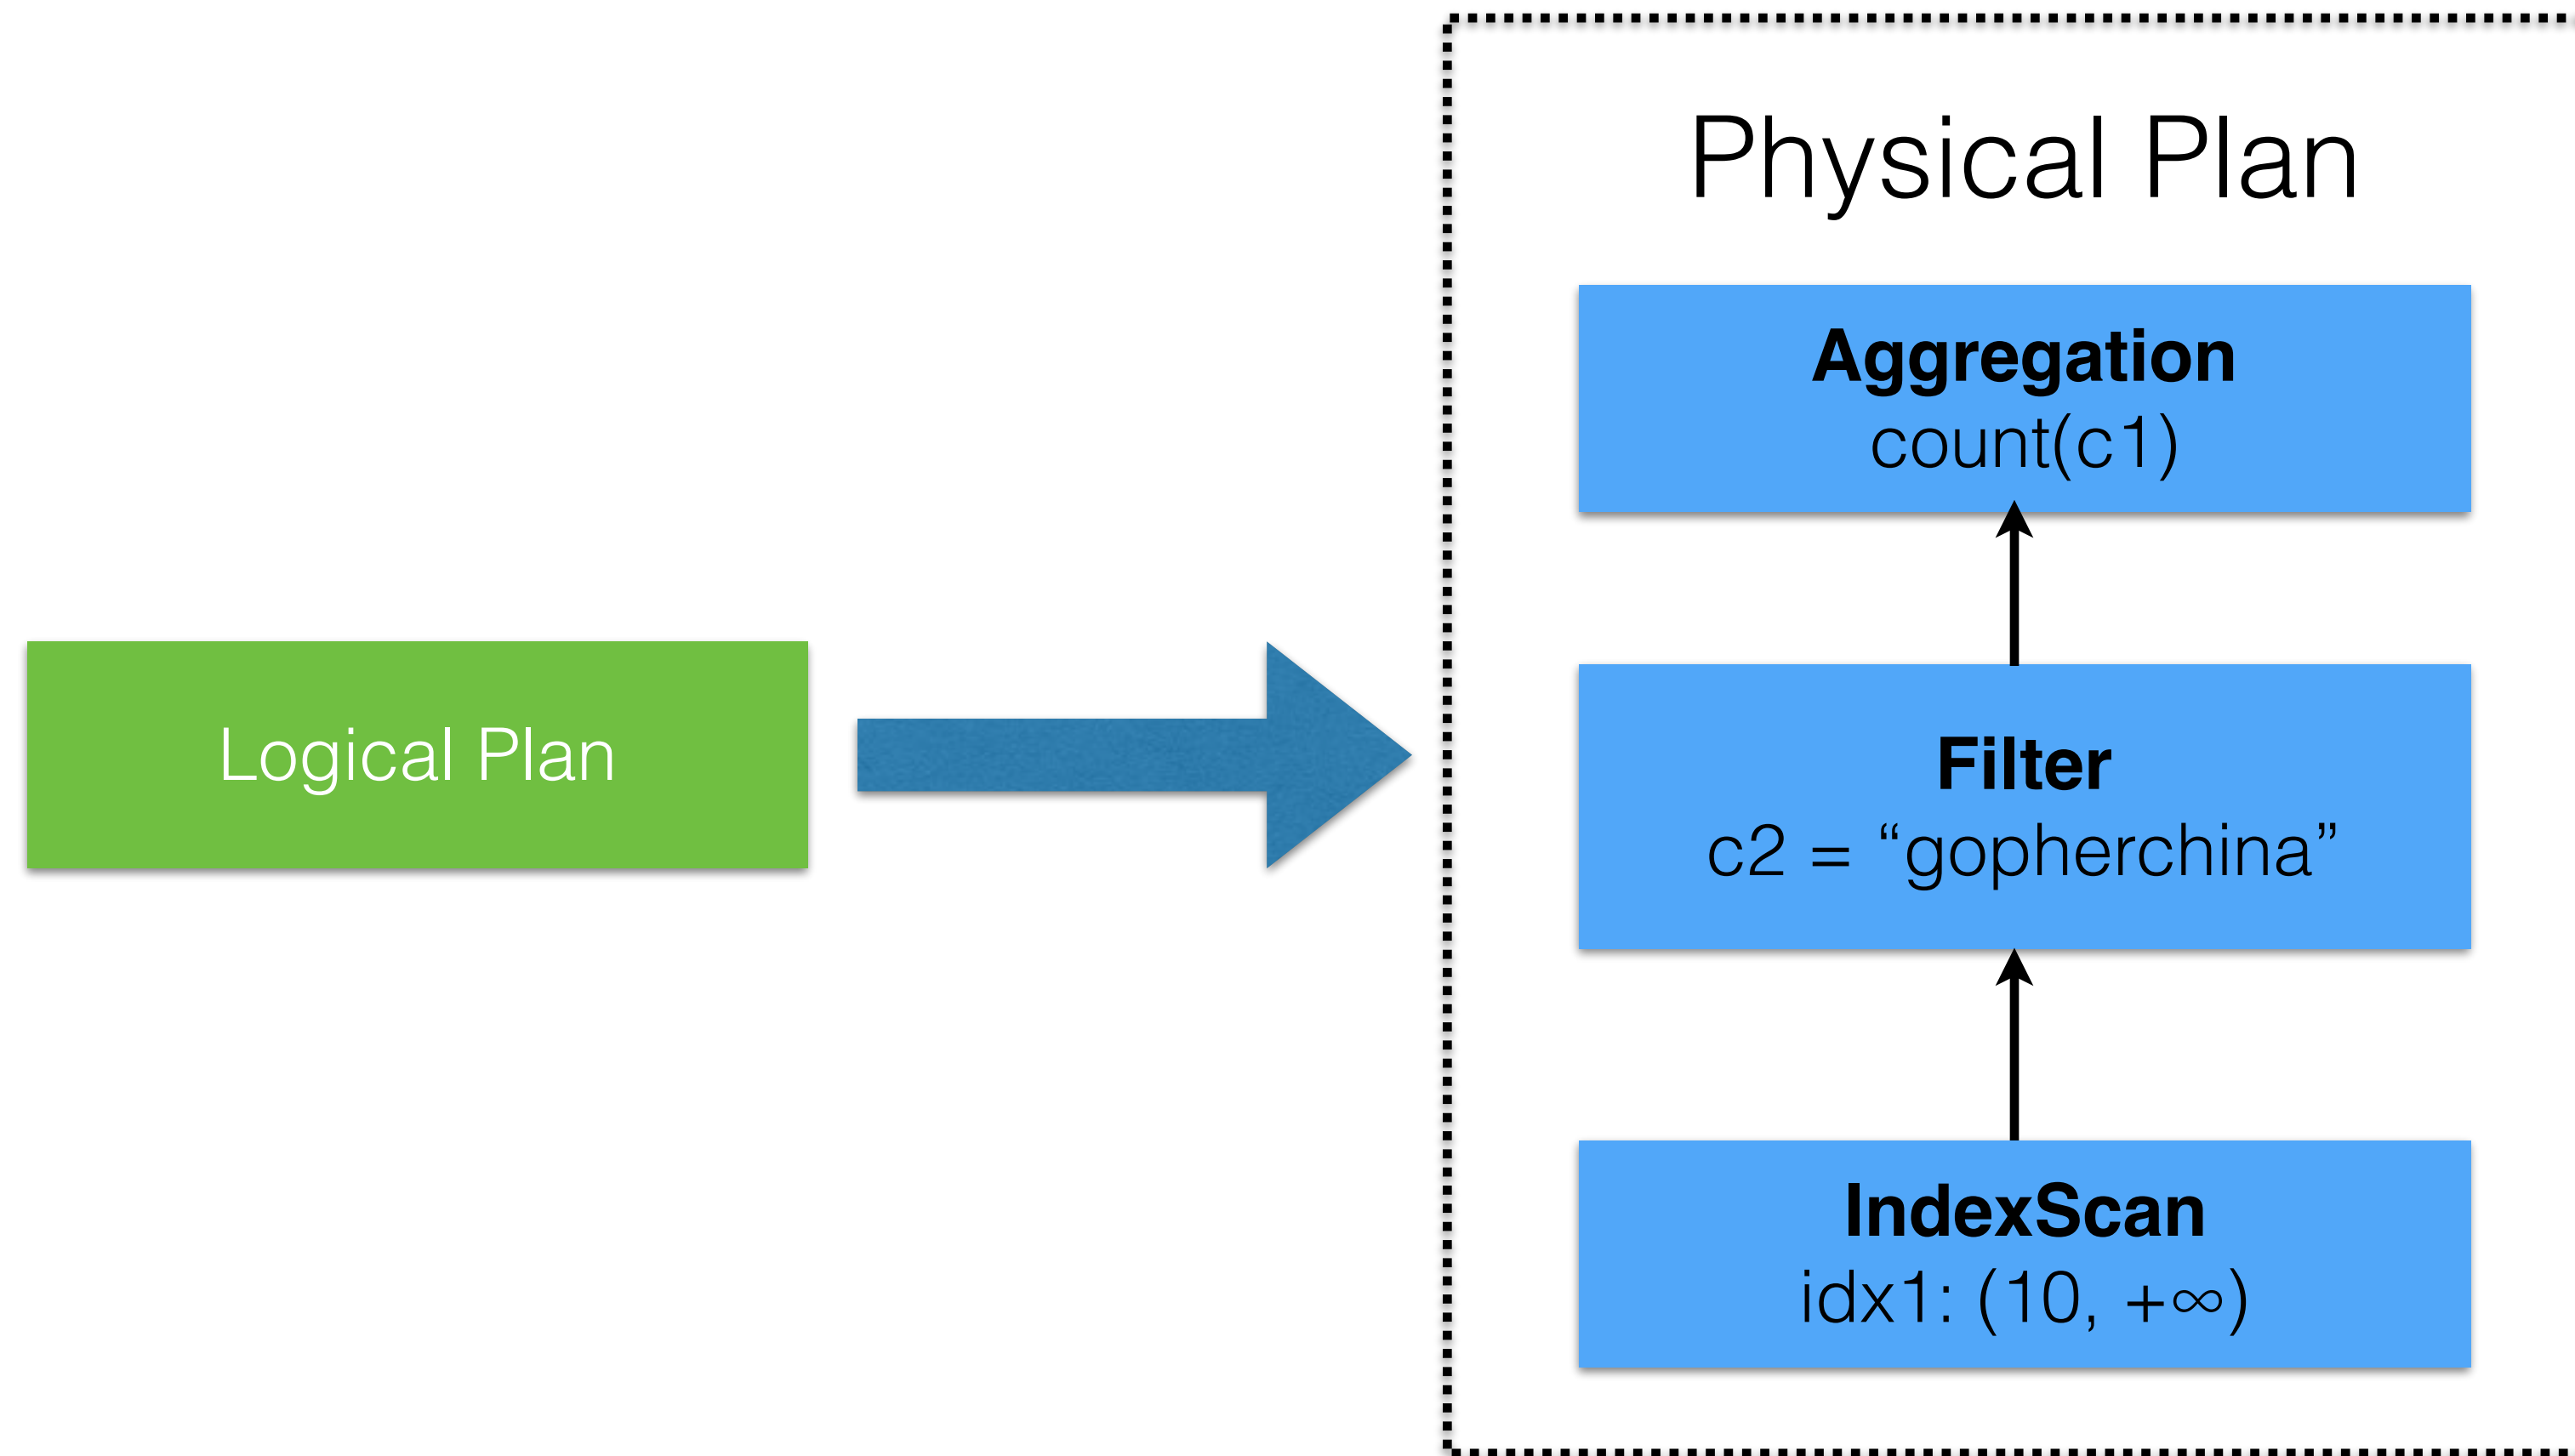 Physical Plan
Aggregation
count(c1)
Logical Plan
Filter
c2 = “gopherchina”
IndexScan
idx1: (10, +∞)